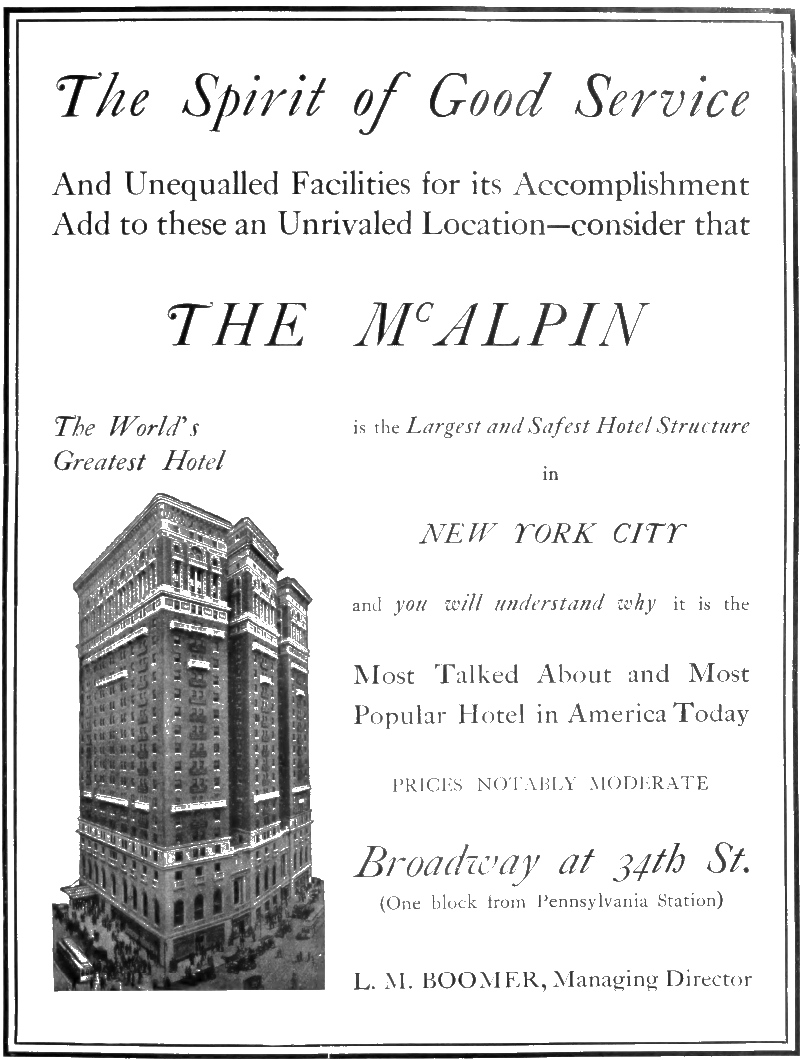 The Spirit of Good Service
And Unequalled Facilities for its Accomplishment
Add to these an Unrivaled Location—consider that
THE McALPIN
The World's
Greatest Hotel
is the Largest and Safest Hotel Structure
in
NEW YORK CITY
and you will understand why it is the
Most Talked About and Most
Popular Hotel in America Today
PRICES NOTABLY MODERATE
Broadway at 34th St.
(One block from Pennsylvania Station)
L. M. BOOMER, Managing Director